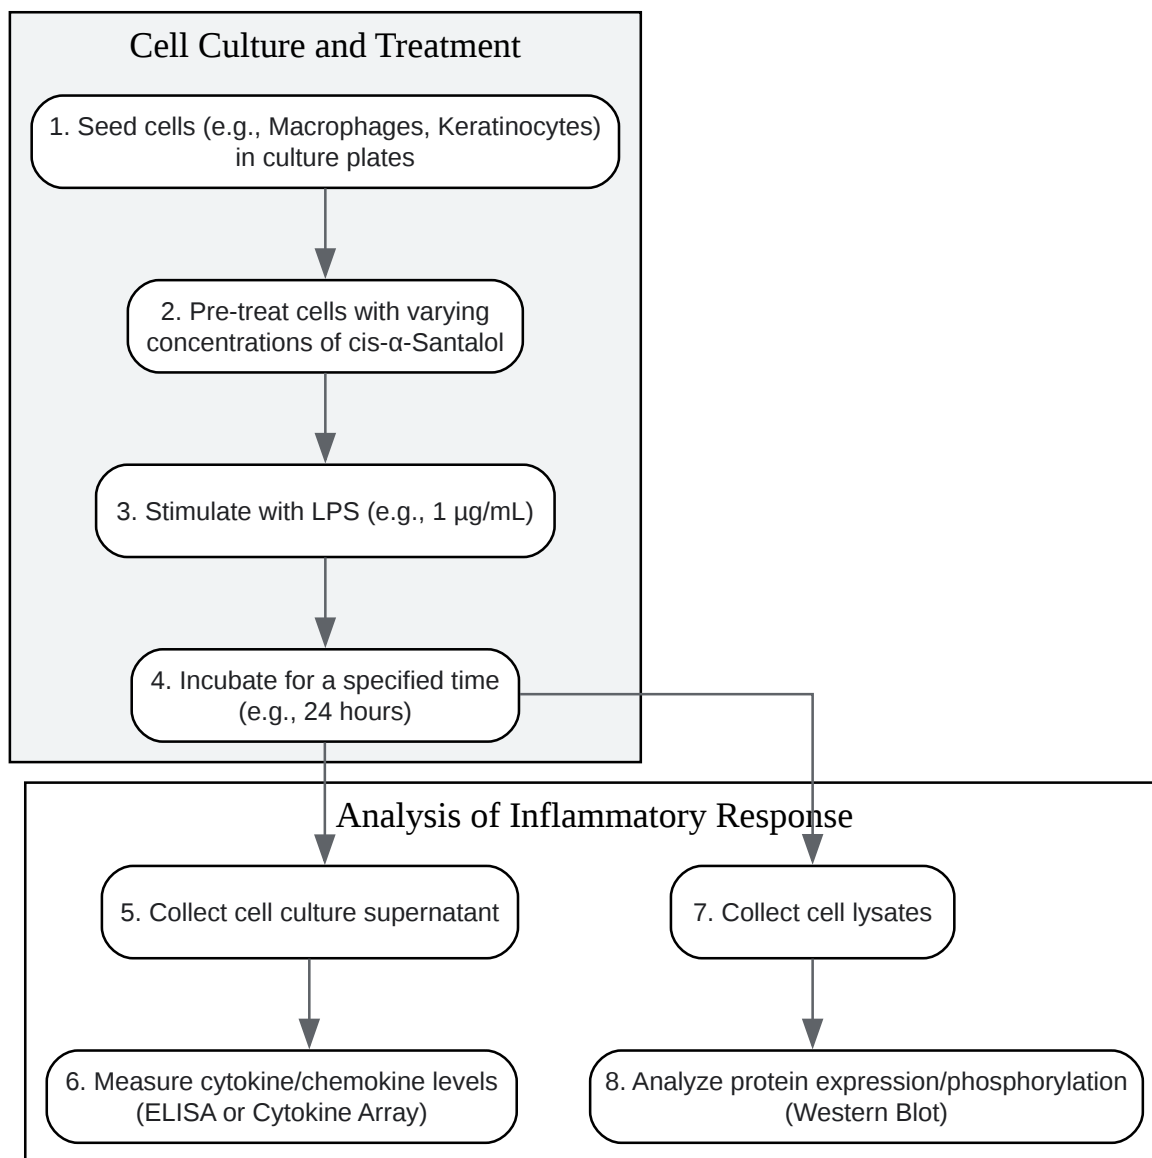 Cell Culture and Treatment
1. Seed cells (e.g., Macrophages, Keratinocytes)
in culture plates
2. Pre-treat cells with varying
concentrations of cis-α-Santalol
3. Stimulate with LPS (e.g., 1 µg/mL)
4. Incubate for a specified time
(e.g., 24 hours)
Analysis of Inflammatory Response
5. Collect cell culture supernatant
7. Collect cell lysates
6. Measure cytokine/chemokine levels
(ELISA or Cytokine Array)
8. Analyze protein expression/phosphorylation
(Western Blot)